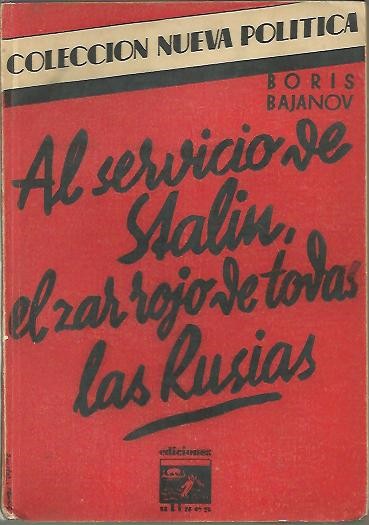 COLECCION NUEVA POLITICA
BORIS
BAJANOV
Al servicio de
Stalin,
el zar rojo de todas
las Rusias
ediciones
ulises